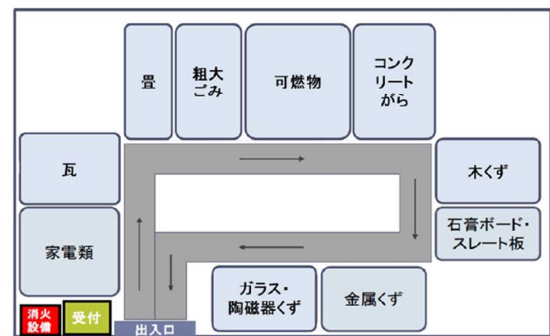 畳
粗大
ごみ
可燃物
コンク
リート
がら
瓦
木くず
家電類
石膏ボード・
スレート板
ガラス・
陶磁器くず
金属くず
消火
設備
受付
出入口